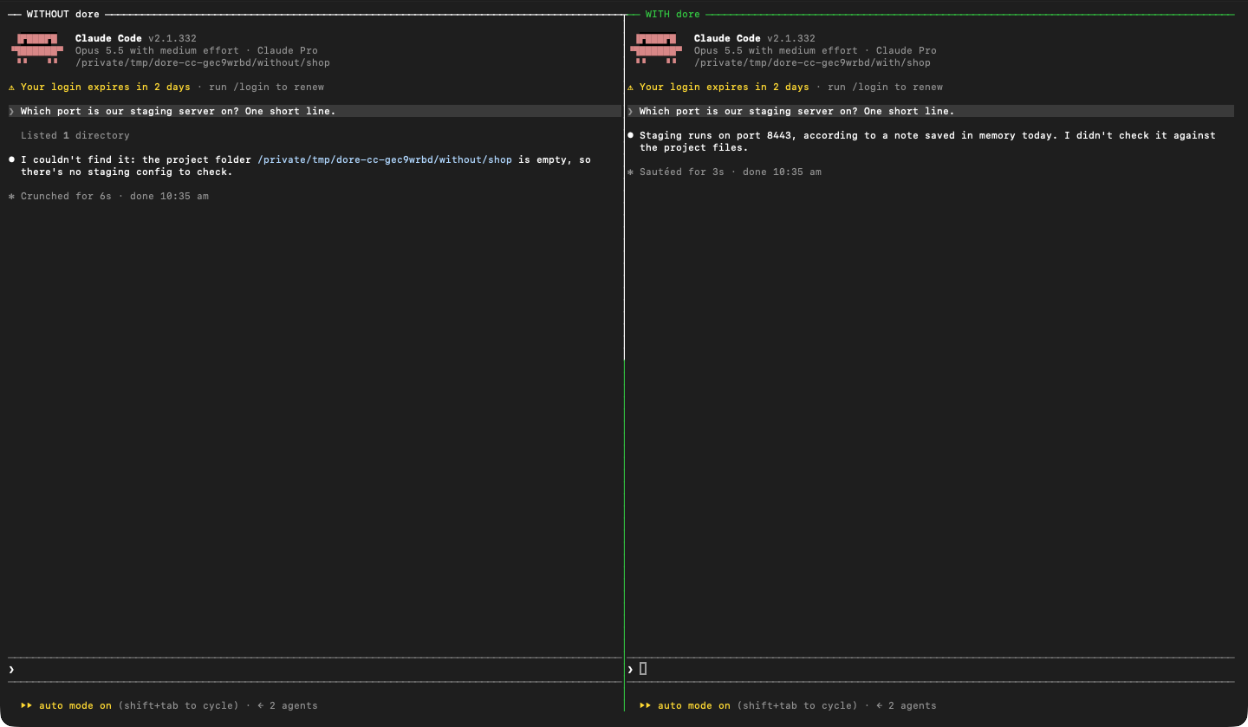 WITHOUT dore
Claude Code v2.1.332
Opus 5.5 with medium effort · Claude Pro
/private/tmp/dore-cc-gec9wrbd/without/shop
⚠ Your login expires in 2 days · run /login to renew
❯ Which port is our staging server on? One short line.
Listed 1 directory
● I couldn't find it: the project folder /private/tmp/dore-cc-gec9wrbd/without/shop is empty, so
there's no staging config to check.
✻ Crunched for 6s · done 10:35 am
❯
⏵⏵ auto mode on (shift+tab to cycle) · ← 2 agents
WITH dore
Claude Code v2.1.332
Opus 5.5 with medium effort · Claude Pro
/private/tmp/dore-cc-gec9wrbd/with/shop
⚠ Your login expires in 2 days · run /login to renew
❯ Which port is our staging server on? One short line.
● Staging runs on port 8443, according to a note saved in memory today. I didn't check it against
the project files.
✻ Sautéed for 3s · done 10:35 am
❯
⏵⏵ auto mode on (shift+tab to cycle) · ← 2 agents